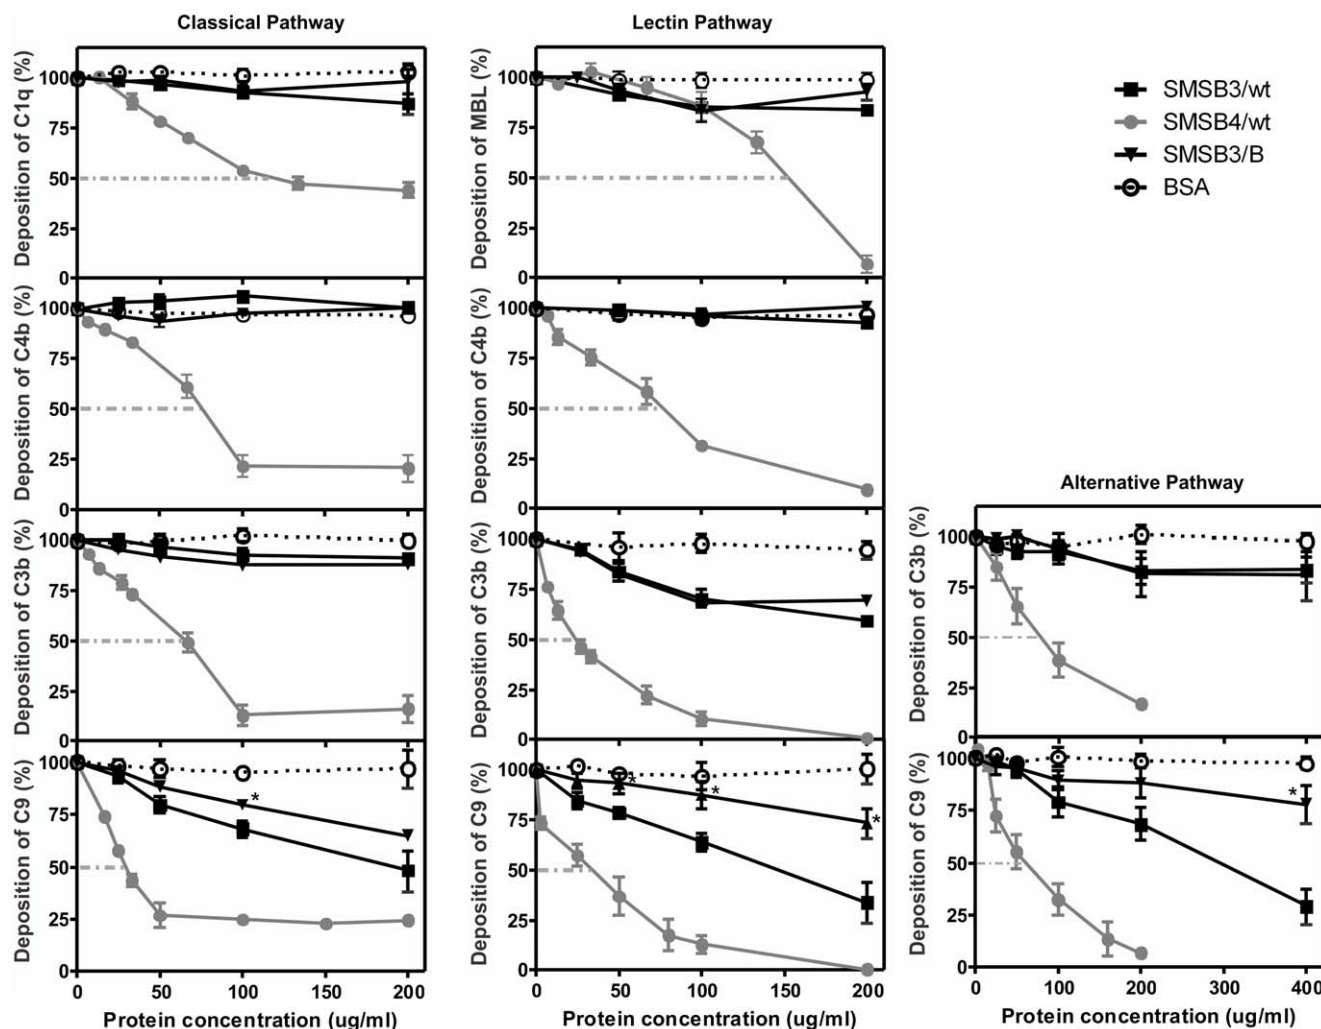 Classical Pathway
Lectin Pathway
SMSB3/wt
SMSB4/wt
SMSB3/B
BSA
Deposition of C1q (%)
100
75
50
25
0
Deposition of MBL (%)
100
75
50
25
0
Deposition of C4b (%)
100
75
50
25
0
Deposition of C4b (%)
100
75
50
25
0
Alternative Pathway
Deposition of C3b (%)
100
75
50
25
0
Deposition of C3b (%)
100
75
50
25
0
Deposition of C3b (%)
100
75
50
25
0
Deposition of C9 (%)
100
75
50
25
0
*
Deposition of C9 (%)
100
75
50
25
0
*
*
*
Deposition of C9 (%)
100
75
50
25
0
*
0 50 100 150 200
0 50 100 150 200
0 100 200 300 400
Protein concentration (ug/ml)
Protein concentration (ug/ml)
Protein concentration (ug/ml)